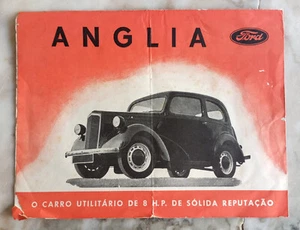 ANGLIA
Ford
O CARRO UTILITÁRIO DE 8 H.P. DE SÓLIDA REPUTAÇÃO